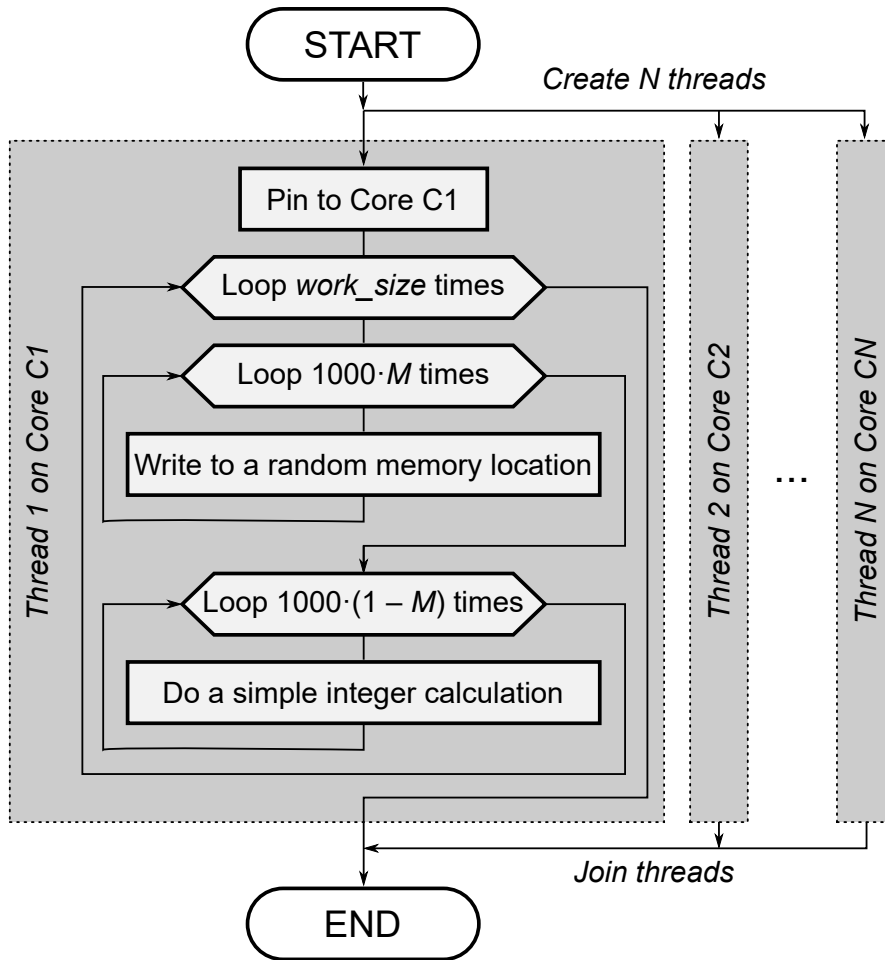 START
Create N threads
Pin to Core C1
Loop work_size times
Loop 1000·M times
Write to a random memory location
Loop 1000·(1 – M) times
Do a simple integer calculation
Thread 1 on Core C1
Thread 2 on Core C2
...
Thread N on Core CN
Join threads
END